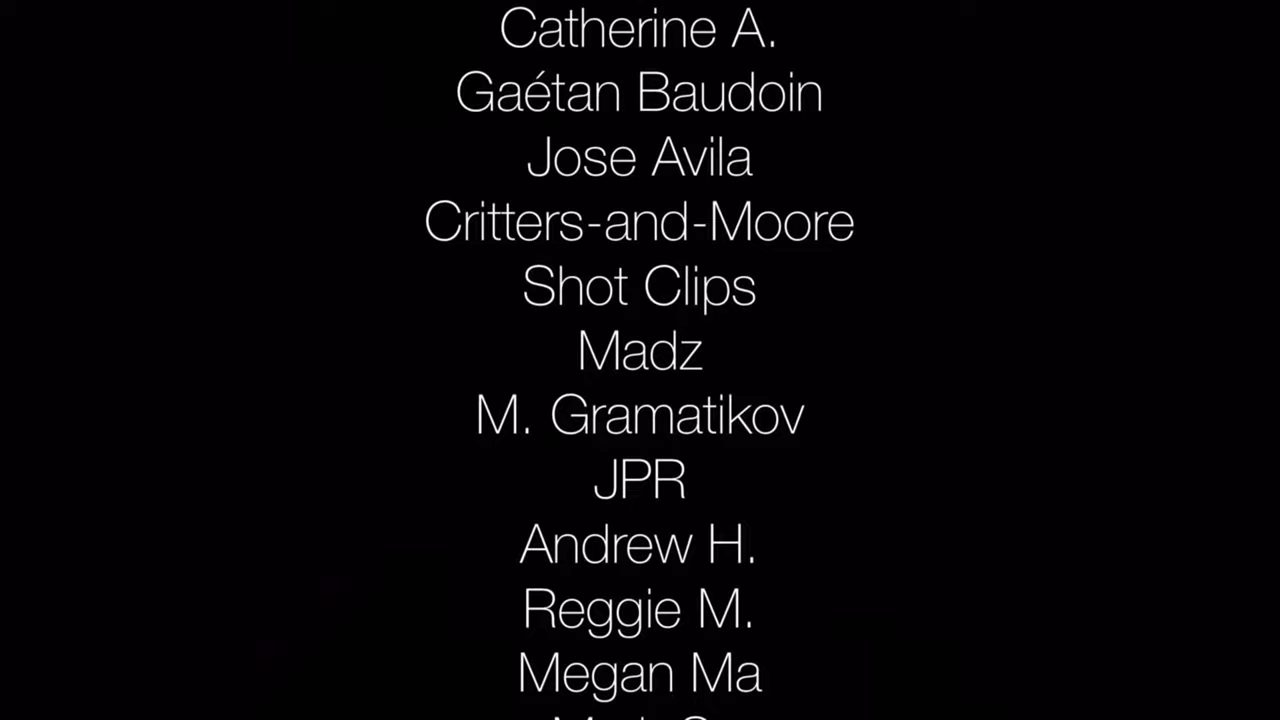 Catherine A.
Gaétan Baudoin
Jose Avila
Critters-and-Moore
Shot Clips
Madz
M. Gramatikov
JPR
Andrew H.
Reggie M.
Megan Ma